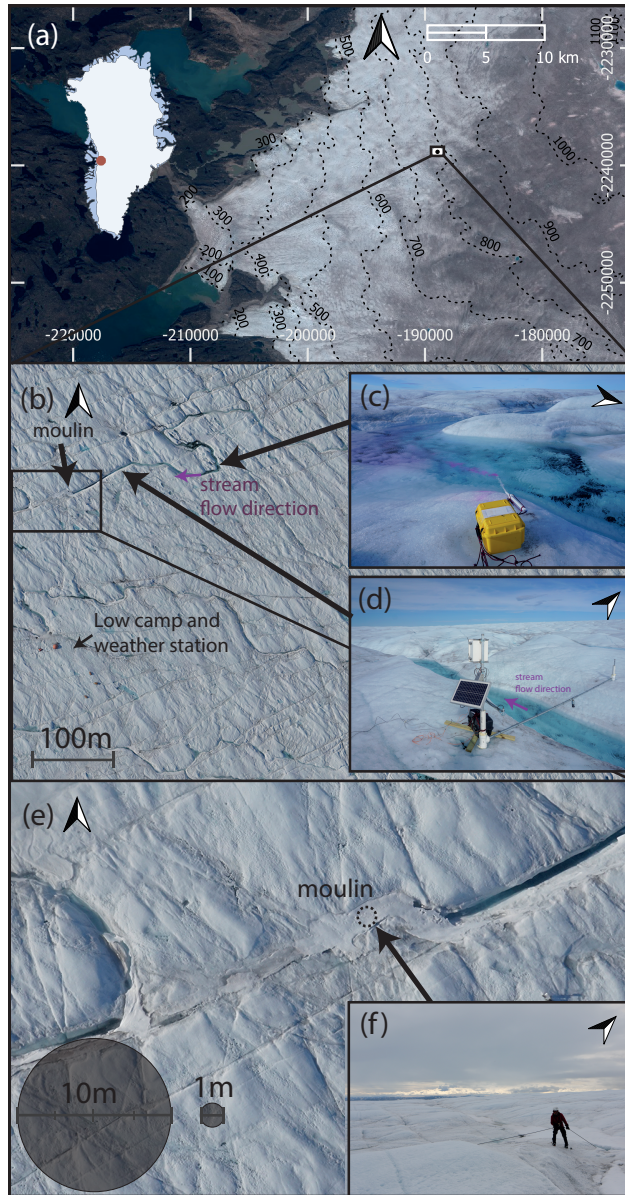 (a)
0 5 10 km
500
1100
-2230000
300
1000
-2240000
200
300
600
900
700
800
200
100
400
-2250000
200
300
500
700
-220000 -210000 -200000 -190000 -180000
(b)
moulin
stream
flow direction
Low camp and
weather station
100m
(c)
(d)
stream
flow direction
(e)
moulin
10m
1m
(f)